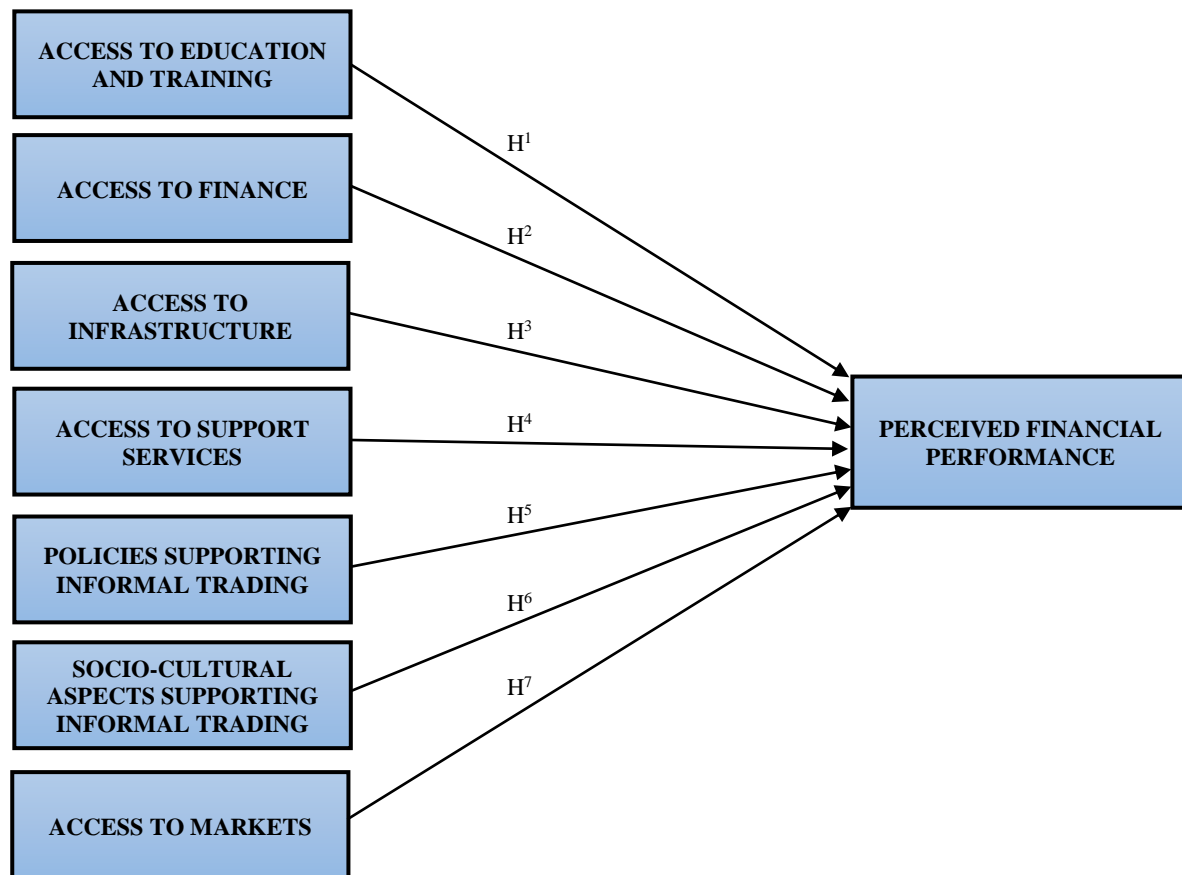 ACCESS TO EDUCATION
AND TRAINING
H¹
ACCESS TO FINANCE
H²
ACCESS TO
INFRASTRUCTURE
H³
ACCESS TO SUPPORT
SERVICES
H⁴
PERCEIVED FINANCIAL
PERFORMANCE
POLICIES SUPPORTING
INFORMAL TRADING
H⁵
SOCIO-CULTURAL
ASPECTS SUPPORTING
INFORMAL TRADING
H⁶
H⁷
ACCESS TO MARKETS